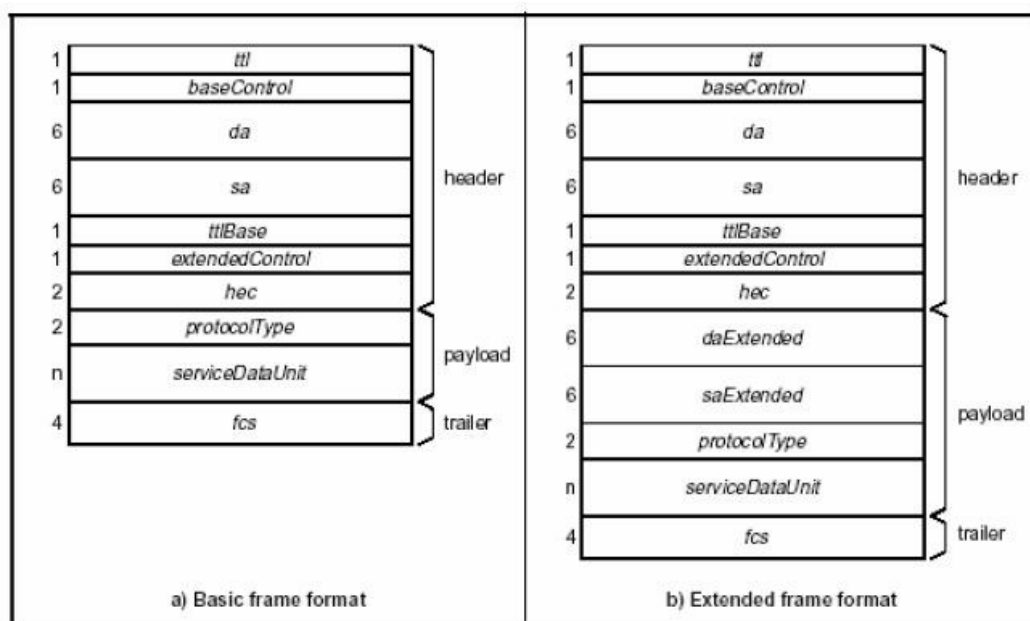 1 ttl
1 baseControl
6 da
6 sa
header
1 ttlBase
1 extendedControl
2 hec
2 protocolType
payload
n serviceDataUnit
4 fcs
trailer
a) Basic frame format
1 ttl
1 baseControl
6 da
6 sa
header
1 ttlBase
1 extendedControl
2 hec
6 daExtended
6 saExtended
payload
2 protocolType
n serviceDataUnit
4 fcs
trailer
b) Extended frame format